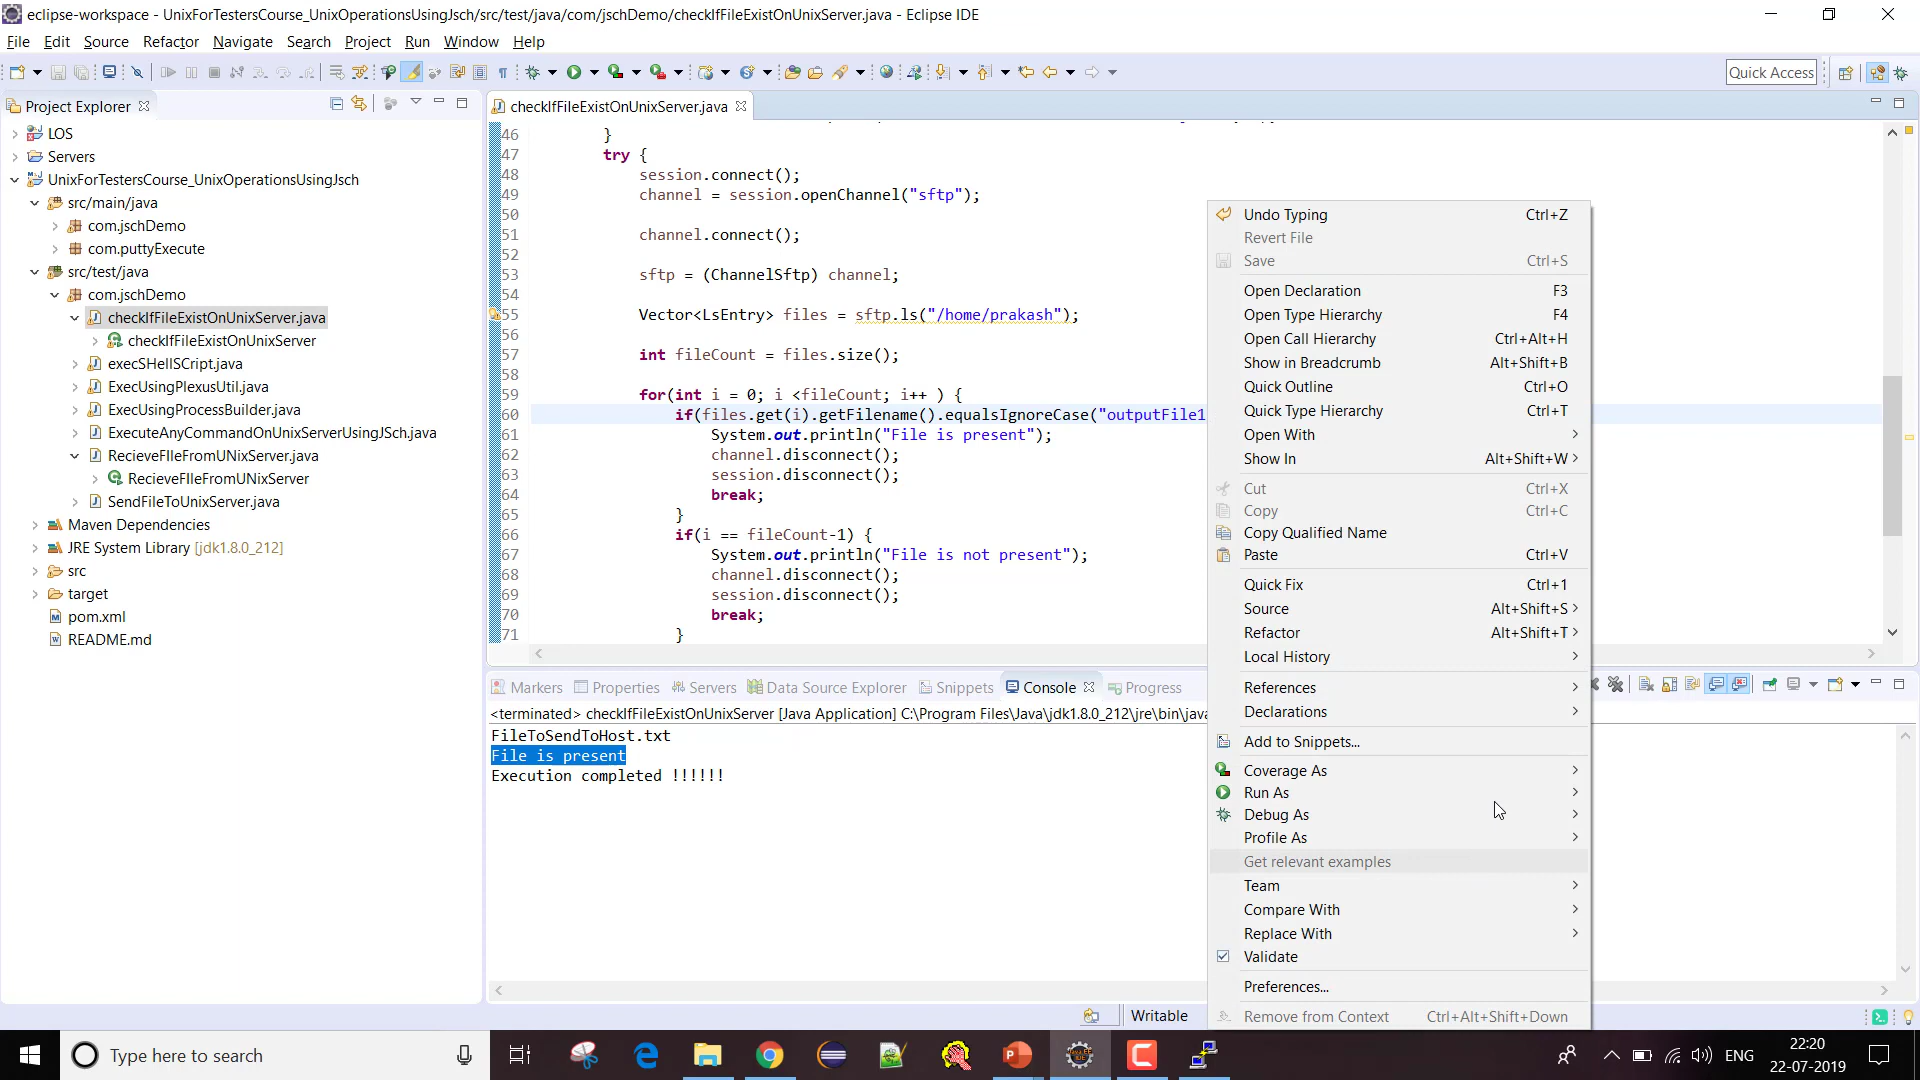 eclipse-workspace - UnixForTestersCourse_UnixOperationsUsingJsch/src/test/java/com/jschDemo/checkIfFileExistOnUnixServer.java - Eclipse IDE
File Edit Source Refactor Navigate Search Project Run Window Help
Quick Access
Project Explorer
LOS
Servers
UnixForTestersCourse_UnixOperationsUsingJsch
src/main/java
com.jschDemo
com.puttyExecute
src/test/java
com.jschDemo
checkIfFileExistOnUnixServer.java
checkIfFileExistOnUnixServer
execSHellSCript.java
ExecUsingPlexusUtil.java
ExecUsingProcessBuilder.java
ExecuteAnyCommandOnUnixServerUsingJSch.java
RecieveFIleFromUNixServer.java
RecieveFIleFromUNixServer
SendFileToUnixServer.java
Maven Dependencies
JRE System Library [jdk1.8.0_212]
src
target
pom.xml
README.md
checkIfFileExistOnUnixServer.java
46 }
47 try {
48 session.connect();
49 channel = session.openChannel("sftp");
50
51 channel.connect();
52
53 sftp = (ChannelSftp) channel;
54
55 Vector<LsEntry> files = sftp.ls("/home/prakash");
56
57 int fileCount = files.size();
58
59 for(int i = 0; i <fileCount; i++ ) {
60 if(files.get(i).getFilename().equalsIgnoreCase("outputFile1
61 System.out.println("File is present");
62 channel.disconnect();
63 session.disconnect();
64 break;
65 }
66 if(i == fileCount-1) {
67 System.out.println("File is not present");
68 channel.disconnect();
69 session.disconnect();
70 break;
71 }
Markers Properties Servers Data Source Explorer Snippets Console Progress
<terminated> checkIfFileExistOnUnixServer [Java Application] C:\Program Files\Java\jdk1.8.0_212\jre\bin\java
FileToSendToHost.txt
File is present
Execution completed !!!!!!
Undo Typing Ctrl+Z
Revert File
Save Ctrl+S
Open Declaration F3
Open Type Hierarchy F4
Open Call Hierarchy Ctrl+Alt+H
Show in Breadcrumb Alt+Shift+B
Quick Outline Ctrl+O
Quick Type Hierarchy Ctrl+T
Open With
Show In Alt+Shift+W
Cut Ctrl+X
Copy Ctrl+C
Copy Qualified Name
Paste Ctrl+V
Quick Fix Ctrl+1
Source Alt+Shift+S
Refactor Alt+Shift+T
Local History
References
Declarations
Add to Snippets...
Coverage As
Run As
Debug As
Profile As
Get relevant examples
Team
Compare With
Replace With
Validate
Preferences...
Remove from Context Ctrl+Alt+Shift+Down
Writable
Type here to search
ENG
22:20
22-07-2019